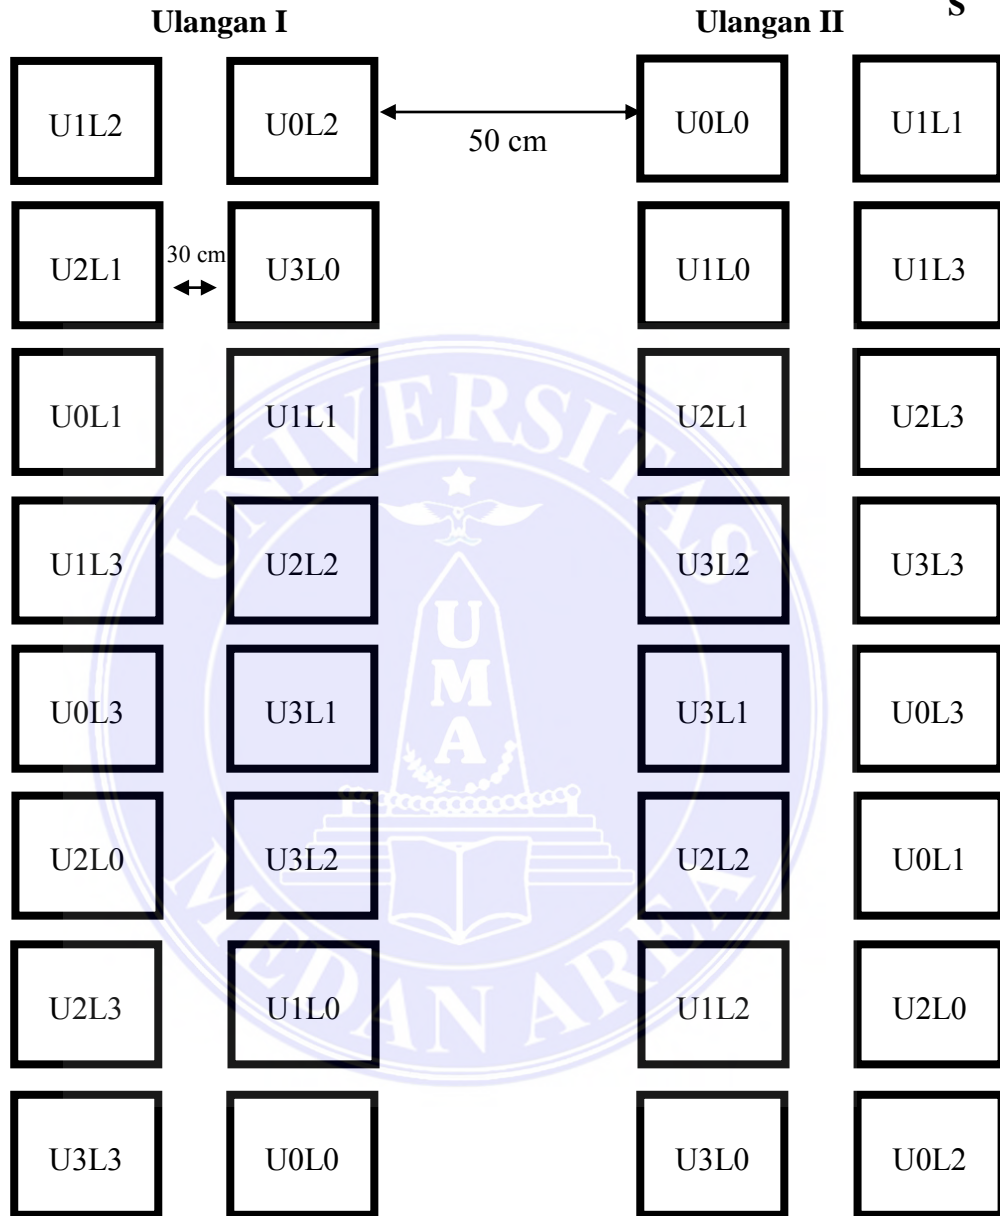 S
Ulangan I Ulangan II
U1L2 U0L2 U0L0 U1L1
50 cm
U2L1 30 cm U3L0 U1L0 U1L3
U0L1 U1L1 U2L1 U2L3
U1L3 U2L2 U3L2 U3L3
U0L3 U3L1 U3L1 U0L3
U2L0 U3L2 U2L2 U0L1
U2L3 U1L0 U1L2 U2L0
U3L3 U0L0 U3L0 U0L2
UNIVERSITAS
UMA
MEDAN AREA